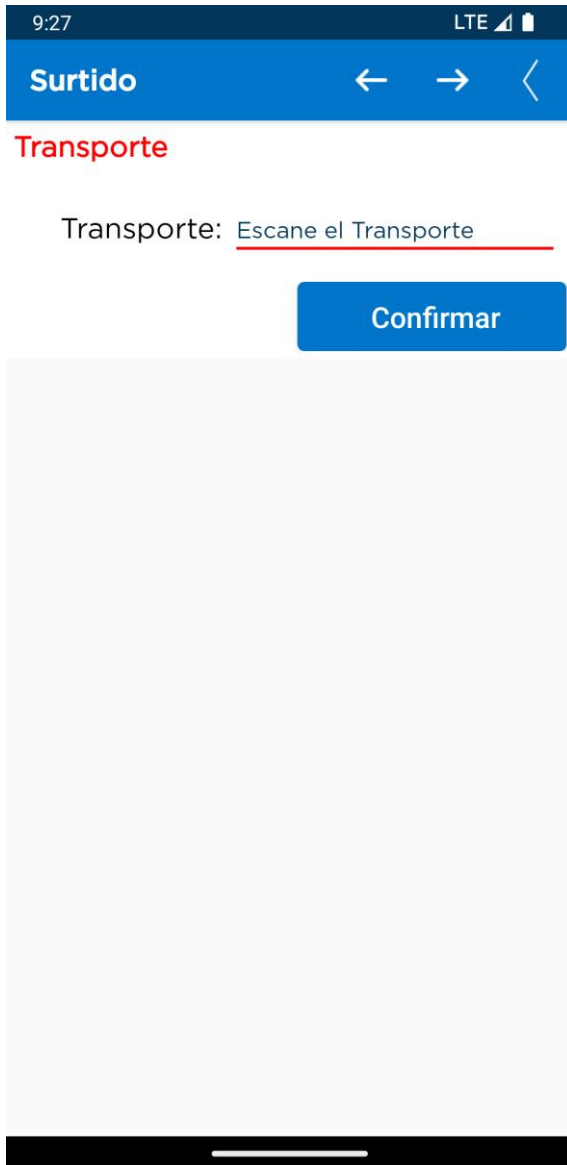 9:27 LTE
Surtido
Transporte
Transporte: Escane el Transporte
Confirmar